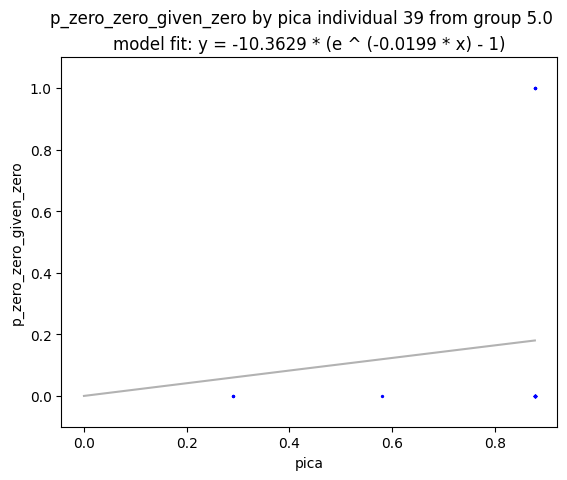 p_zero_zero_given_zero by pica individual 39 from group 5.0
model fit: y = -10.3629 * (e ^ (-0.0199 * x) - 1)
1.0
0.8
0.6
0.4
0.2
0.0
p_zero_zero_given_zero
0.0 0.2 0.4 0.6 0.8
pica